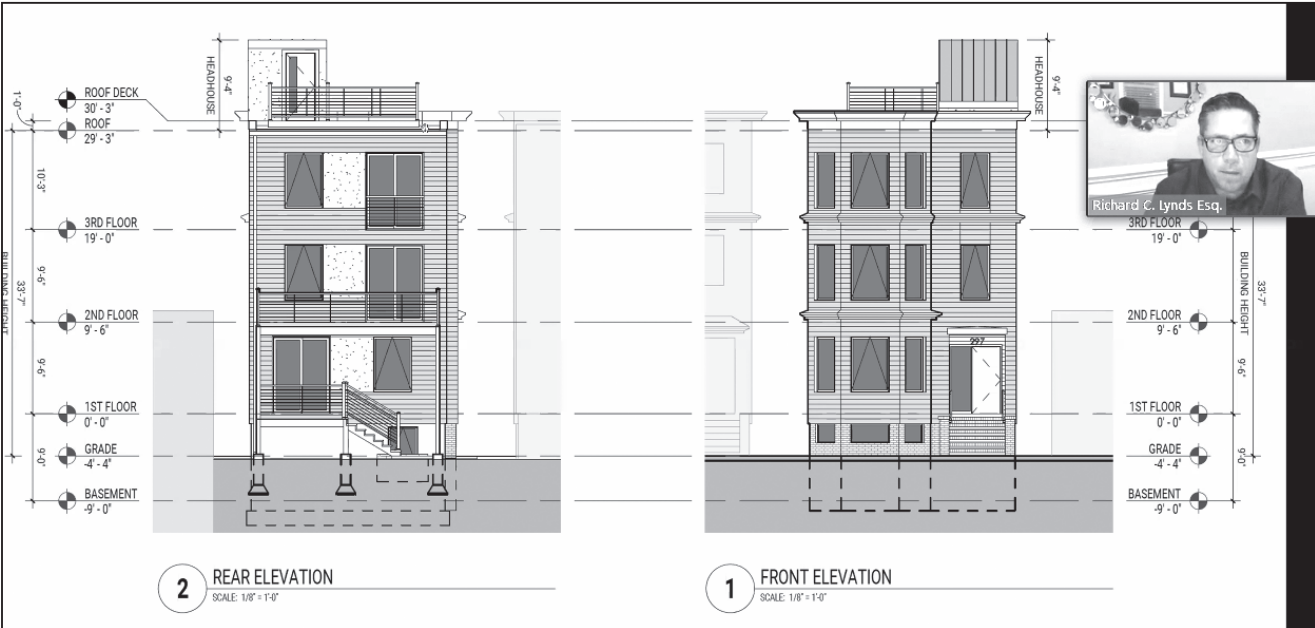 HEADHOUSE
9'-4"
1'-0"
ROOF DECK
30' - 3"
ROOF
29' - 3"
10'-3"
3RD FLOOR
19' - 0"
9'-6"
33'-7"
BUILDING HEIGHT
2ND FLOOR
9' - 6"
9'-6"
1ST FLOOR
0' - 0"
GRADE
-4' - 4"
9'-0"
BASEMENT
-9' - 0"
2
REAR ELEVATION
SCALE: 1/8" = 1'-0"
HEADHOUSE
9'-4"
Richard C. Lynds Esq.
3RD FLOOR
19' - 0"
BUILDING HEIGHT
33'-7"
2ND FLOOR
9' - 6"
297
9'-6"
1ST FLOOR
0' - 0"
GRADE
-4' - 4"
9'-0"
BASEMENT
-9' - 0"
1
FRONT ELEVATION
SCALE: 1/8" = 1'-0"